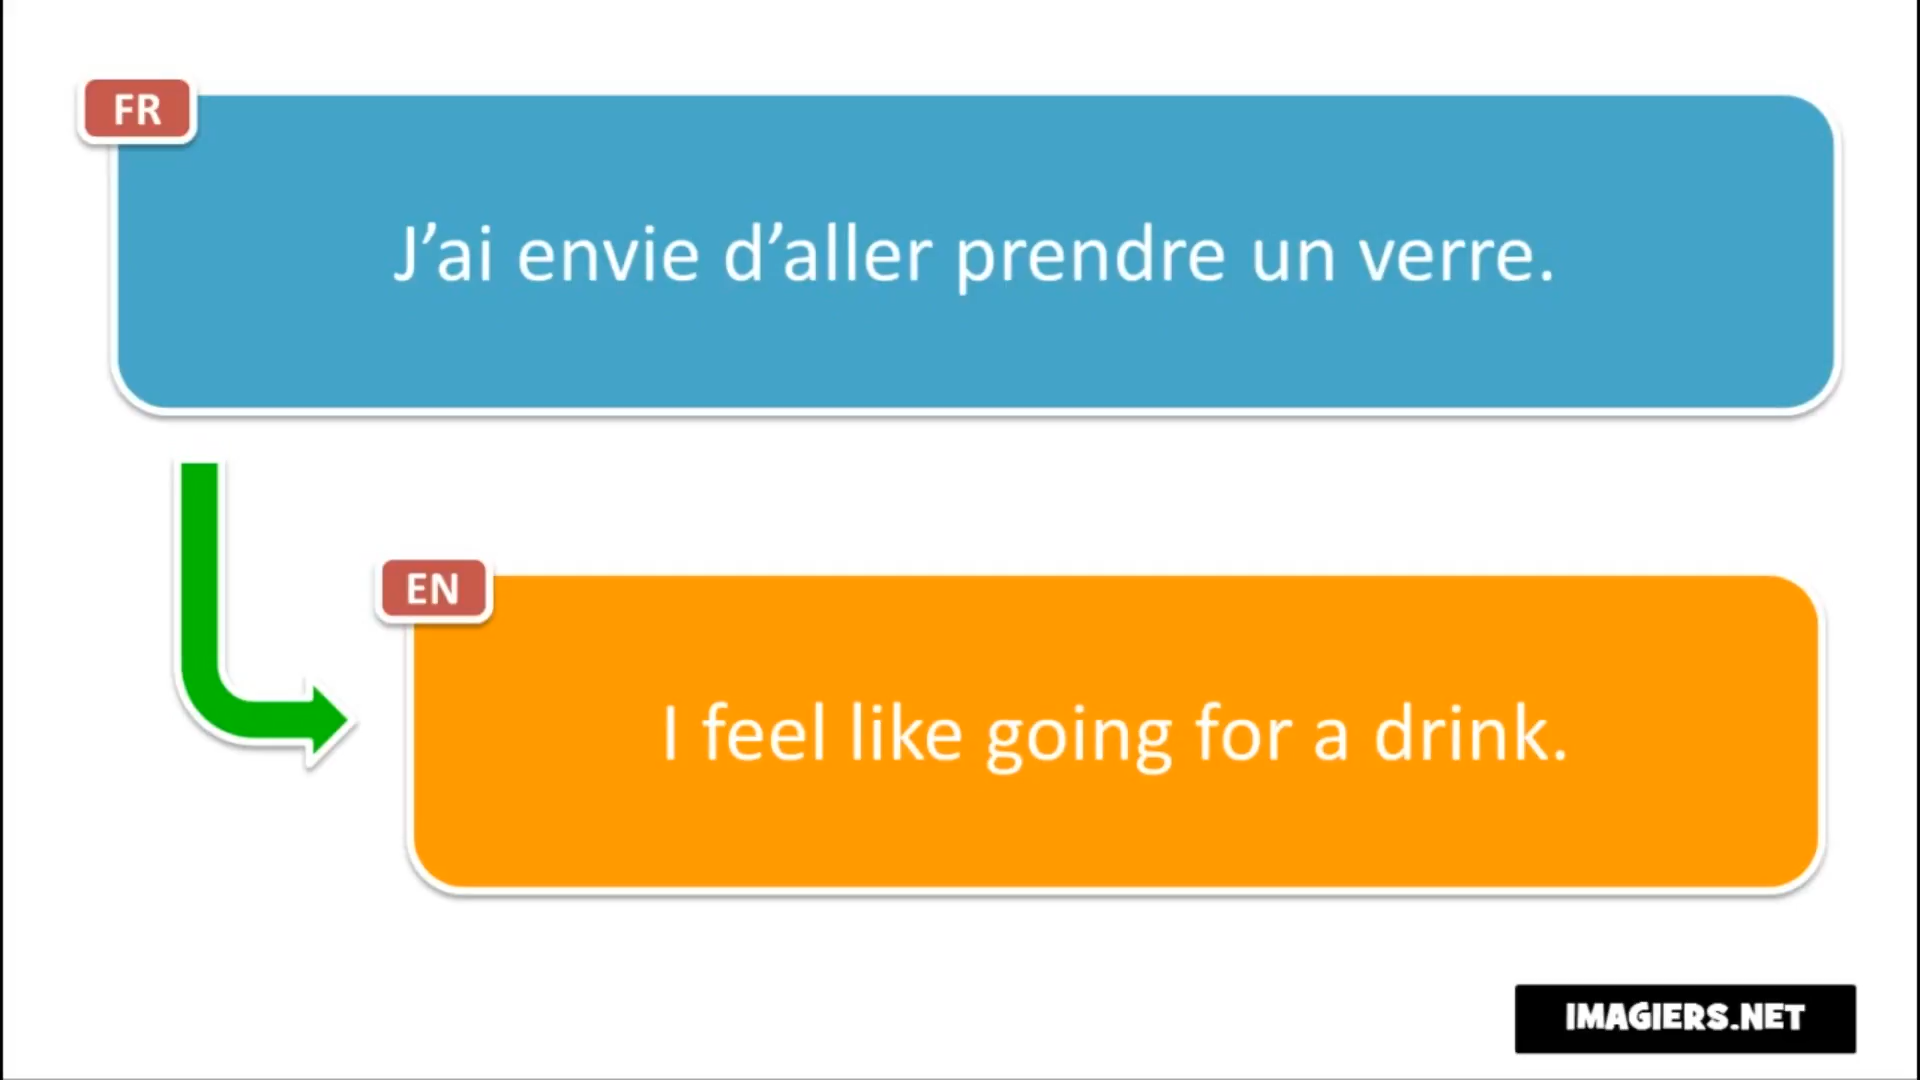 FR
J’ai envie d’aller prendre un verre.
EN
I feel like going for a drink.
IMAGIERS.NET